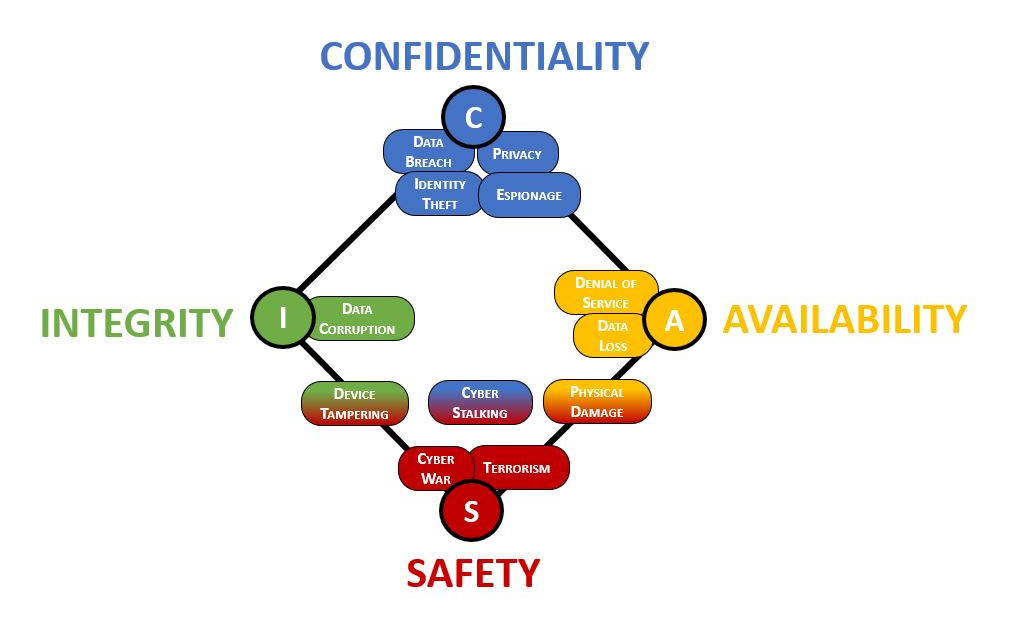 CONFIDENTIALITY
C
DATA
BREACH
PRIVACY
IDENTITY
THEFT
ESPIONAGE
INTEGRITY
I
DATA
CORRUPTION
DENIAL OF
SERVICE
DATA
LOSS
A
AVAILABILITY
DEVICE
TAMPERING
CYBER
STALKING
PHYSICAL
DAMAGE
CYBER
WAR
TERRORISM
S
SAFETY